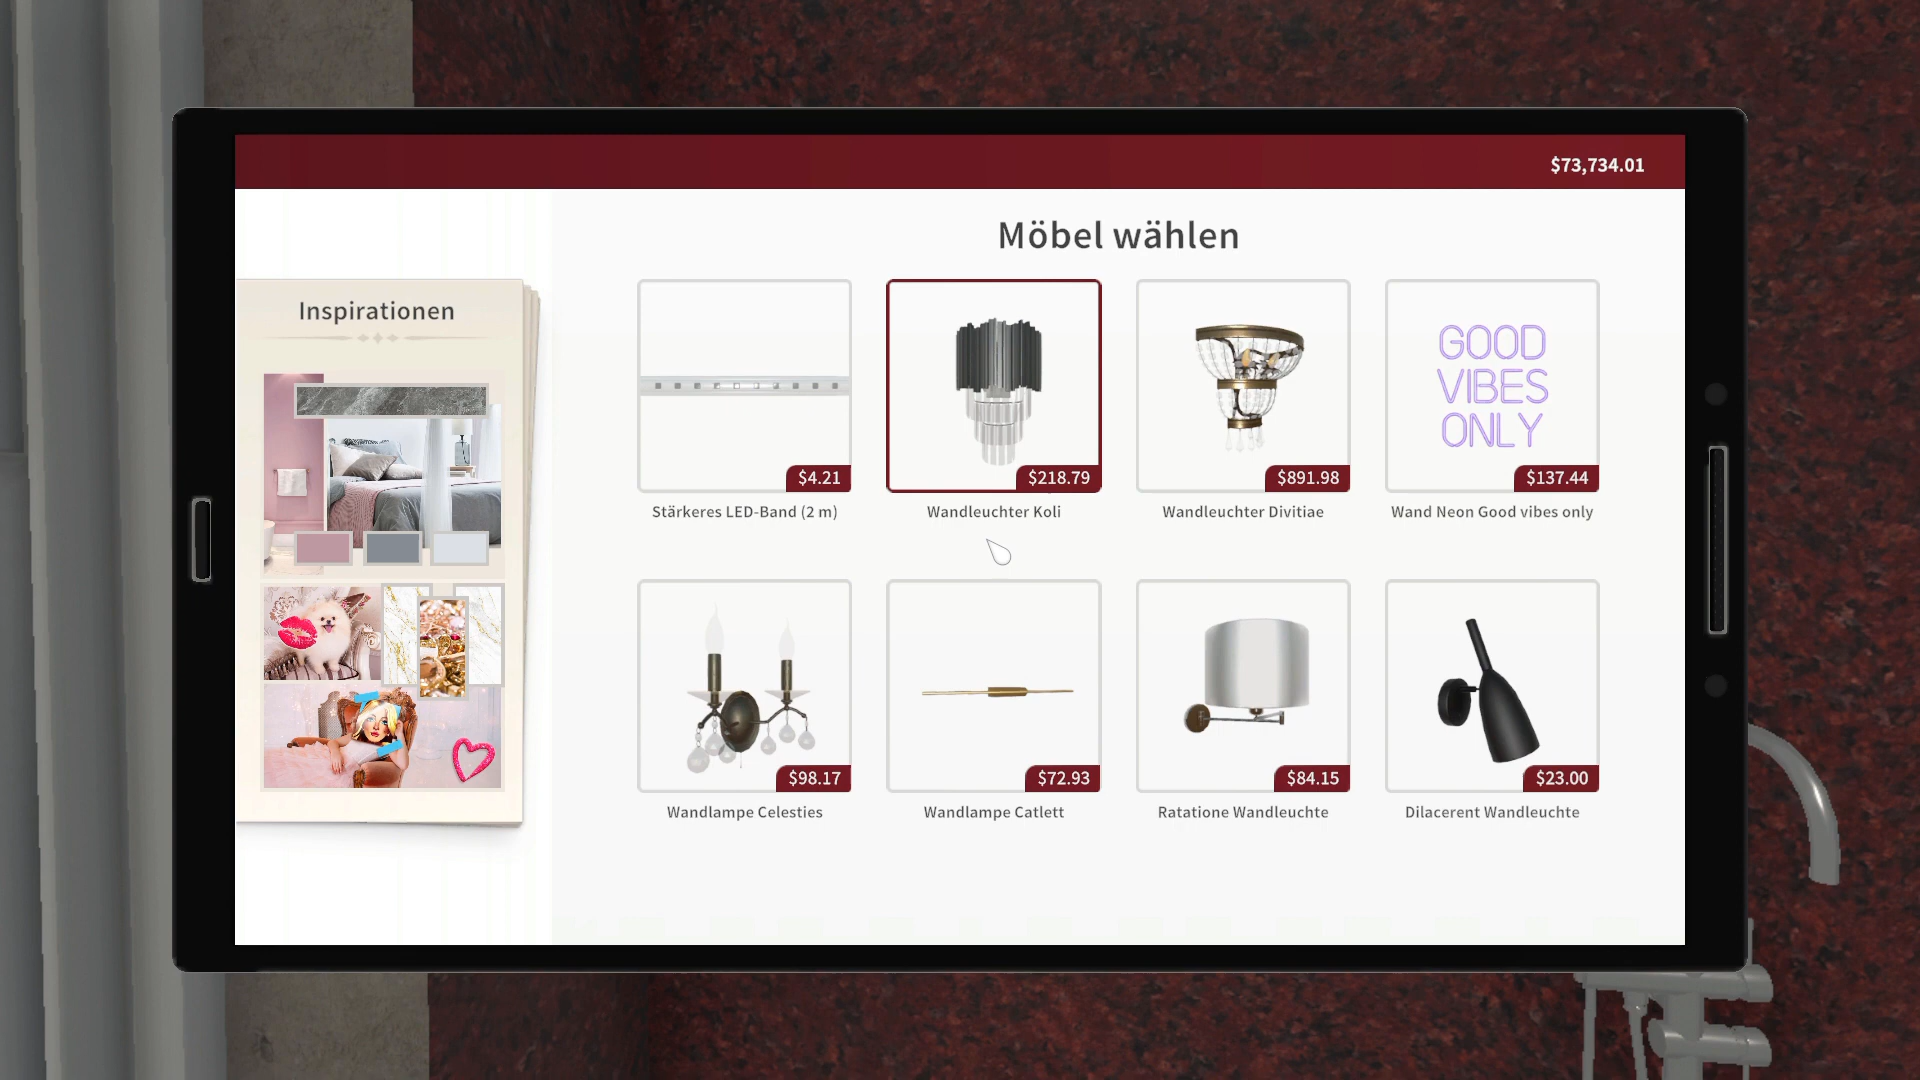 $73,734.01
Möbel wählen
Inspirationen
$4.21
Stärkeres LED-Band (2 m)
$218.79
Wandleuchter Koli
$891.98
Wandleuchter Divitiae
GOOD
VIBES
ONLY
$137.44
Wand Neon Good vibes only
$98.17
Wandlampe Celesties
$72.93
Wandlampe Catlett
$84.15
Ratatione Wandleuchte
$23.00
Dilacerent Wandleuchte